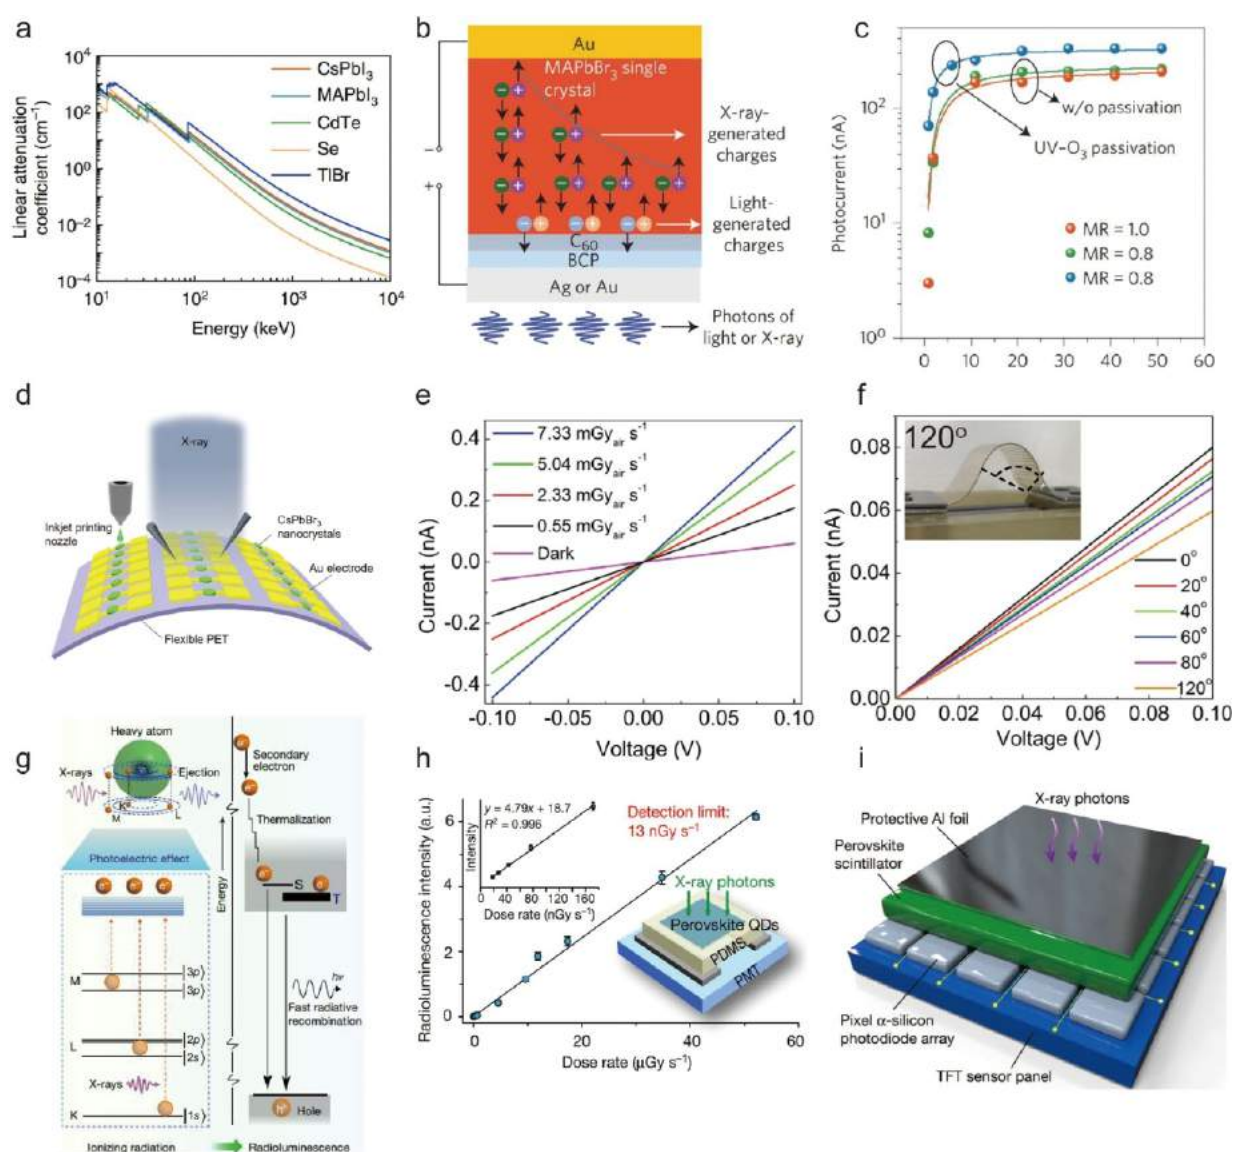 a
10⁴
10²
10⁰
10⁻²
10⁻⁴
Linear attenuation
coefficient (cm⁻¹)
CsPbI₃
MAPbI₃
CdTe
Se
TlBr
10¹
10²
10³
10⁴
Energy (keV)
b
Au
MAPbBr₃ single
crystal
X-ray-
generated
charges
Light-
generated
charges
C₆₀
BCP
Ag or Au
Photons of
light or X-ray
c
Photocurrent (nA)
10²
10¹
10⁰
w/o passivation
UV-O₃ passivation
MR = 1.0
MR = 0.8
MR = 0.8
0 10 20 30 40 50 60
d
X-ray
Inkjet printing
nozzle
CsPbBr₃
nanocrystals
Au electrode
Flexible PET
e
Current (nA)
0.4
0.2
0.0
-0.2
-0.4
7.33 mGyₐᵢᵣ s⁻¹
5.04 mGyₐᵢᵣ s⁻¹
2.33 mGyₐᵢᵣ s⁻¹
0.55 mGyₐᵢᵣ s⁻¹
Dark
-0.10 -0.05 0.00 0.05 0.10
Voltage (V)
f
120°
Current (nA)
0.08
0.06
0.04
0.02
0.00
0°
20°
40°
60°
80°
120°
0.00 0.02 0.04 0.06 0.08 0.10
Voltage (V)
g
Heavy atom
X-rays
Ejection
K
M
L
Photoelectric effect
e⁻ e⁻ e⁻
M
|3p⟩
|3p⟩
L
|2p⟩
|2s⟩
X-rays
K
|1s⟩
Ionizing radiation
Energy
Secondary
electron
Thermalization
S
T
hν
Fast radiative
recombination
h⁺
Hole
Radioluminescence
h
Radioluminescence intensity (a.u.)
6
4
2
0
y = 4.79x + 18.7
R² = 0.996
Intensity
0 40 80 120 160
Dose rate (nGy s⁻¹)
Detection limit:
13 nGy s⁻¹
X-ray photons
Perovskite QDs
PDMS
PMT
0 20 40 60
Dose rate (μGy s⁻¹)
i
X-ray photons
Protective Al foil
Perovskite
scintillator
Pixel α-silicon
photodiode array
TFT sensor panel